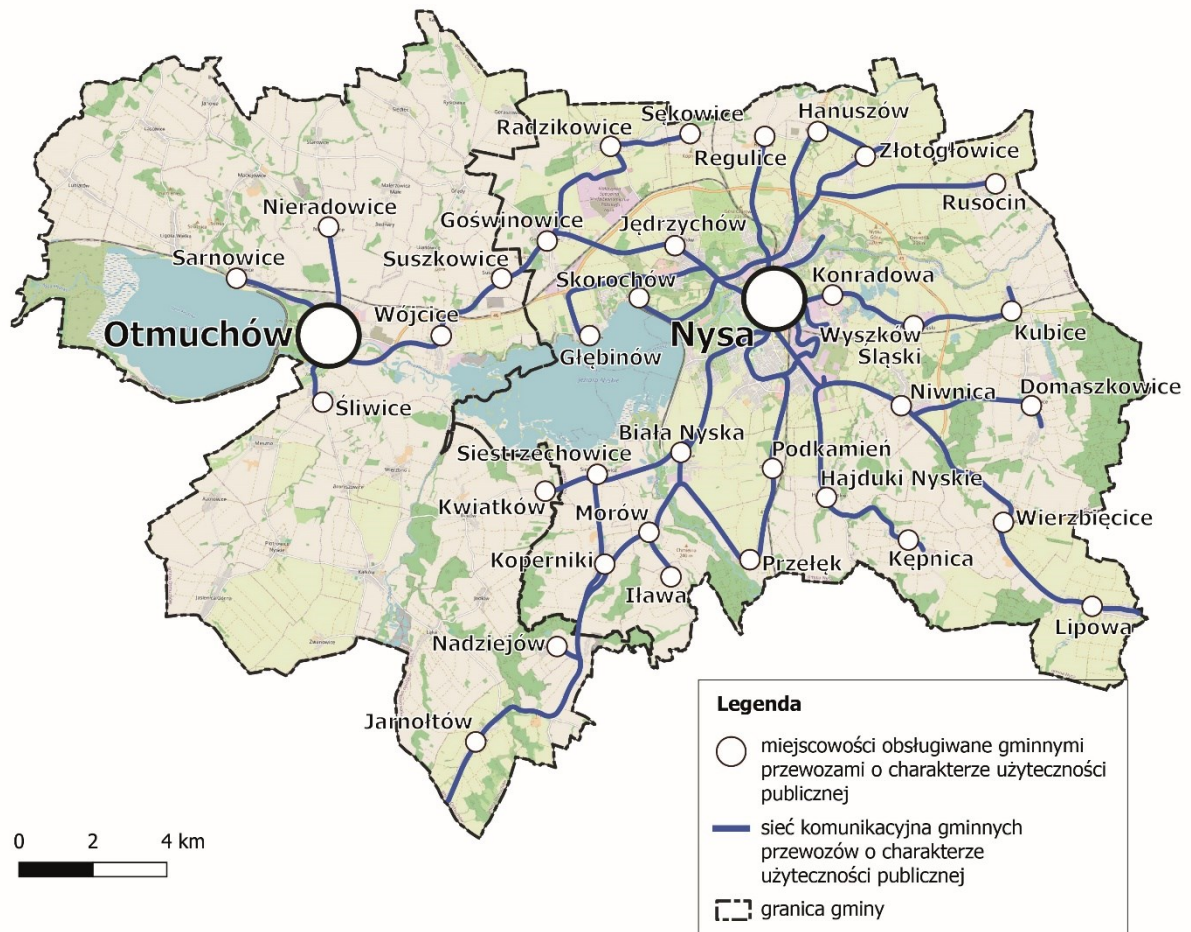 Sękowice
Radzikowice
Hanuszów
Regulice
Złotogłowice
Rusocin
Nieradowice
Goświnowice
Jędrzychów
Sarnowice
Suszkowice
Skorochów
Konradowa
Otmuchów
Wójcice
Nysa
Wyszków
Śląski
Kubice
Głębinów
Śliwice
Niwnica
Domaszkowice
Biała Nyska
Siestrzechowice
Podkamień
Hajduki Nyskie
Kwiatków
Morów
Wierzbięcice
Koperniki
Przełęk
Kępnica
Iława
Lipowa
Nadziejów
Jarnołtów
Legenda
miejscowości obsługiwane gminnymi
przewozami o charakterze użyteczności
publicznej
sieć komunikacyjna gminnych
przewozów o charakterze
użyteczności publicznej
granica gminy
0 2 4 km